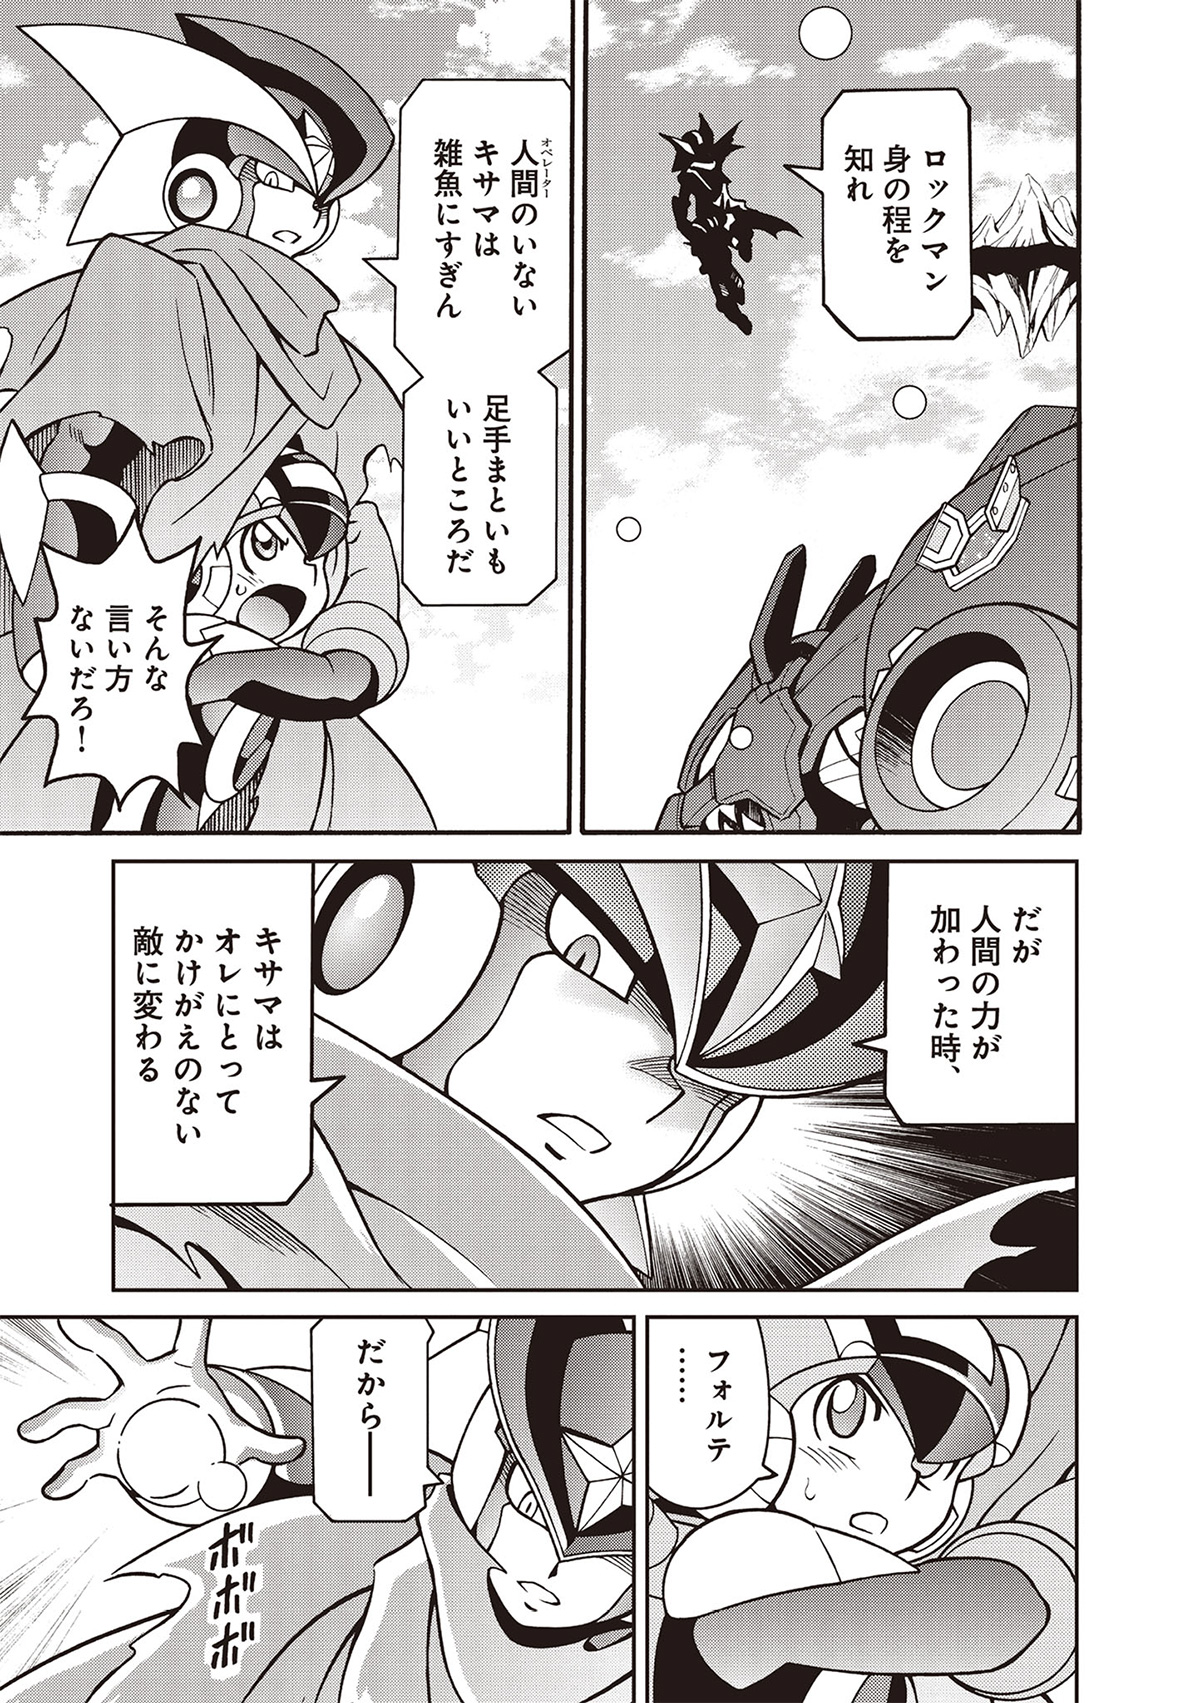 ロックマン
身の程を
知れ
人間のいない
オペレーター
キサマは
雑魚にすぎん
足手まといも
いいところだ
そんな
言い方
ないだろ！
だが
人間の力が
加わった時、
キサマは
オレにとって
かけがえのない
敵に変わる
フォルテ
……
だから──
ボボボ